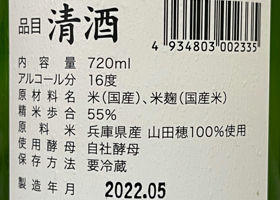 品目 清酒
4 934803 002335
内容量 720ml
アルコール分 16度
原材料名 米(国産)、米麹(国産米)
精米歩合 55%
原料米 兵庫県産 山田穂100%使用
使用酵母 自社酵母
保存方法 要冷蔵
製造年月 2022.05